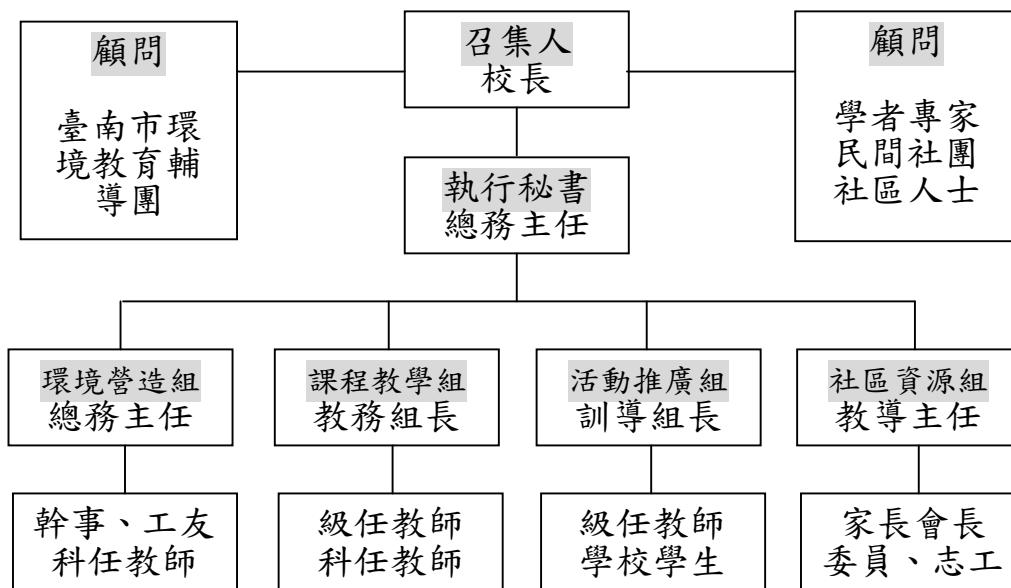 顧問
臺南市環
境教育輔
導團
召集人
校長
顧問
學者專家
民間社團
社區人士
執行秘書
總務主任
環境營造組
總務主任
課程教學組
教務組長
活動推廣組
訓導組長
社區資源組
教導主任
幹事、工友
科任教師
級任教師
科任教師
級任教師
學校學生
家長會長
委員、志工